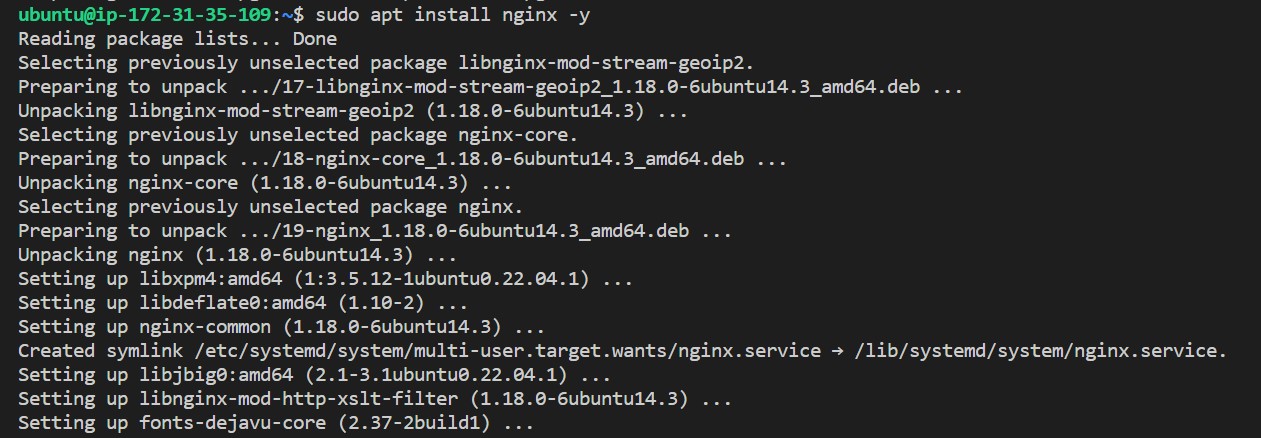 ubuntu@ip-172-31-35-109:~$ sudo apt install nginx -y
Reading package lists... Done
Selecting previously unselected package libnginx-mod-stream-geoip2.
Preparing to unpack .../17-libnginx-mod-stream-geoip2_1.18.0-6ubuntu14.3_amd64.deb ...
Unpacking libnginx-mod-stream-geoip2 (1.18.0-6ubuntu14.3) ...
Selecting previously unselected package nginx-core.
Preparing to unpack .../18-nginx-core_1.18.0-6ubuntu14.3_amd64.deb ...
Unpacking nginx-core (1.18.0-6ubuntu14.3) ...
Selecting previously unselected package nginx.
Preparing to unpack .../19-nginx_1.18.0-6ubuntu14.3_amd64.deb ...
Unpacking nginx (1.18.0-6ubuntu14.3) ...
Setting up libxpm4:amd64 (1:3.5.12-1ubuntu0.22.04.1) ...
Setting up libdeflate0:amd64 (1.10-2) ...
Setting up nginx-common (1.18.0-6ubuntu14.3) ...
Created symlink /etc/systemd/system/multi-user.target.wants/nginx.service → /lib/systemd/system/nginx.service.
Setting up libjbig0:amd64 (2.1-3.1ubuntu0.22.04.1) ...
Setting up libnginx-mod-http-xslt-filter (1.18.0-6ubuntu14.3) ...
Setting up fonts-dejavu-core (2.37-2build1) ...